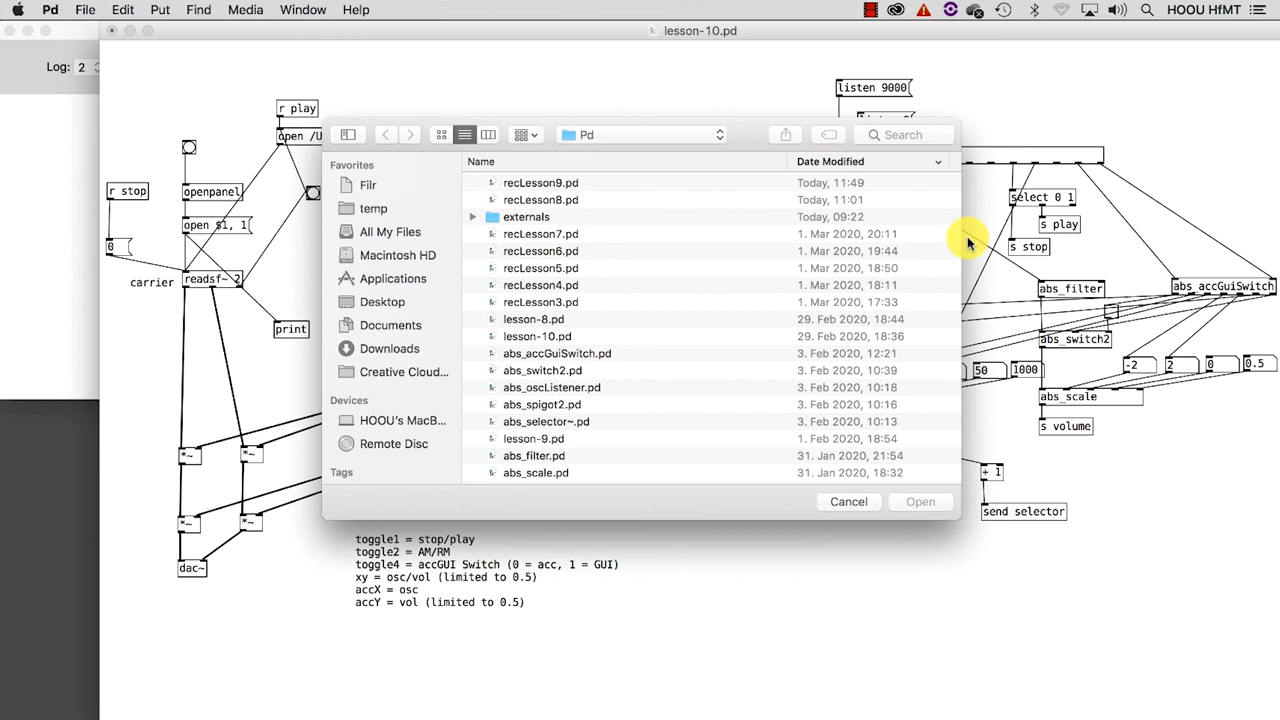 Pd File Edit Put Find Media Window Help HOOU HfMT
lesson-10.pd
Log: 2
listen 9000
r play
open /U
openpanel
r stop
open $1, 1
0
carrier
readsf~ 2
print
*~
*~
*~
*~
dac~
Pd
Search
Favorites
Filr
temp
All My Files
Macintosh HD
Applications
Desktop
Documents
Downloads
Creative Cloud...
Devices
HOOU's MacB...
Remote Disc
Tags
Name Date Modified
recLesson9.pd Today, 11:49
recLesson8.pd Today, 11:01
externals Today, 09:22
recLesson7.pd 1. Mar 2020, 20:11
recLesson6.pd 1. Mar 2020, 19:44
recLesson5.pd 1. Mar 2020, 18:50
recLesson4.pd 1. Mar 2020, 18:11
recLesson3.pd 1. Mar 2020, 17:33
lesson-8.pd 29. Feb 2020, 18:44
lesson-10.pd 29. Feb 2020, 18:36
abs_accGuiSwitch.pd 3. Feb 2020, 12:21
abs_switch2.pd 3. Feb 2020, 10:39
abs_oscListener.pd 3. Feb 2020, 10:18
abs_spigot2.pd 3. Feb 2020, 10:16
abs_selector~.pd 3. Feb 2020, 10:13
lesson-9.pd 1. Feb 2020, 18:54
abs_filter.pd 31. Jan 2020, 21:54
abs_scale.pd 31. Jan 2020, 18:32
Cancel Open
select 0 1
s play
s stop
abs_filter
abs_accGuiSwitch
abs_switch2
50 1000 -2 2 0 0.5
abs_scale
s volume
+ 1
send selector
toggle1 = stop/play
toggle2 = AM/RM
toggle4 = accGUI Switch (0 = acc, 1 = GUI)
xy = osc/vol (limited to 0.5)
accX = osc
accY = vol (limited to 0.5)